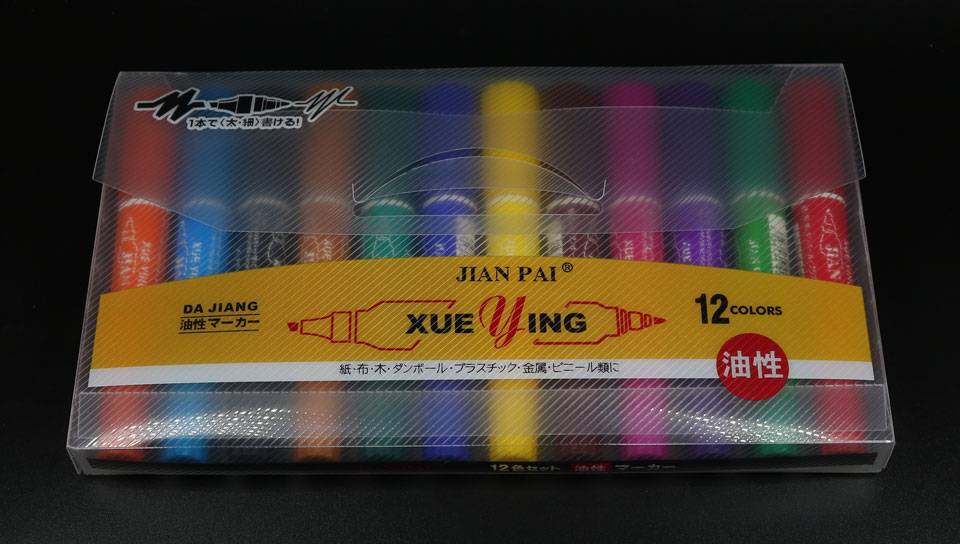 1本で〈太・細〉書ける!
JIAN PAI®
DA JIANG
油性マーカー
XUE YING
12 COLORS
紙・布・木・ダンボール・プラスチック・金属・ビニール類に
油性
12色セット 油性 マーカー